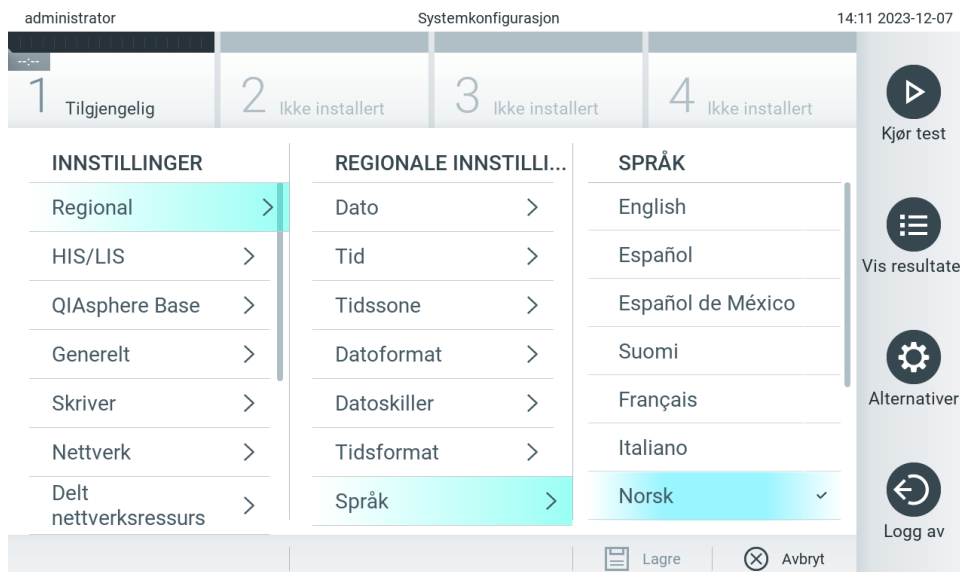 administrator Systemkonfigurasjon 14:11 2023-12-07
--:--
1 Tilgjengelig 2 Ikke installert 3 Ikke installert 4 Ikke installert
Kjør test
INNSTILLINGER REGIONALE INNSTILLI... SPRÅK
Regional Dato English
HIS/LIS Tid Español
Vis resultate
QIAsphere Base Tidssone Español de México
Generelt Datoformat Suomi
Skriver Datoskiller Français
Alternativer
Nettverk Tidsformat Italiano
Delt
nettverksressurs
Språk Norsk
Logg av
Lagre Avbryt